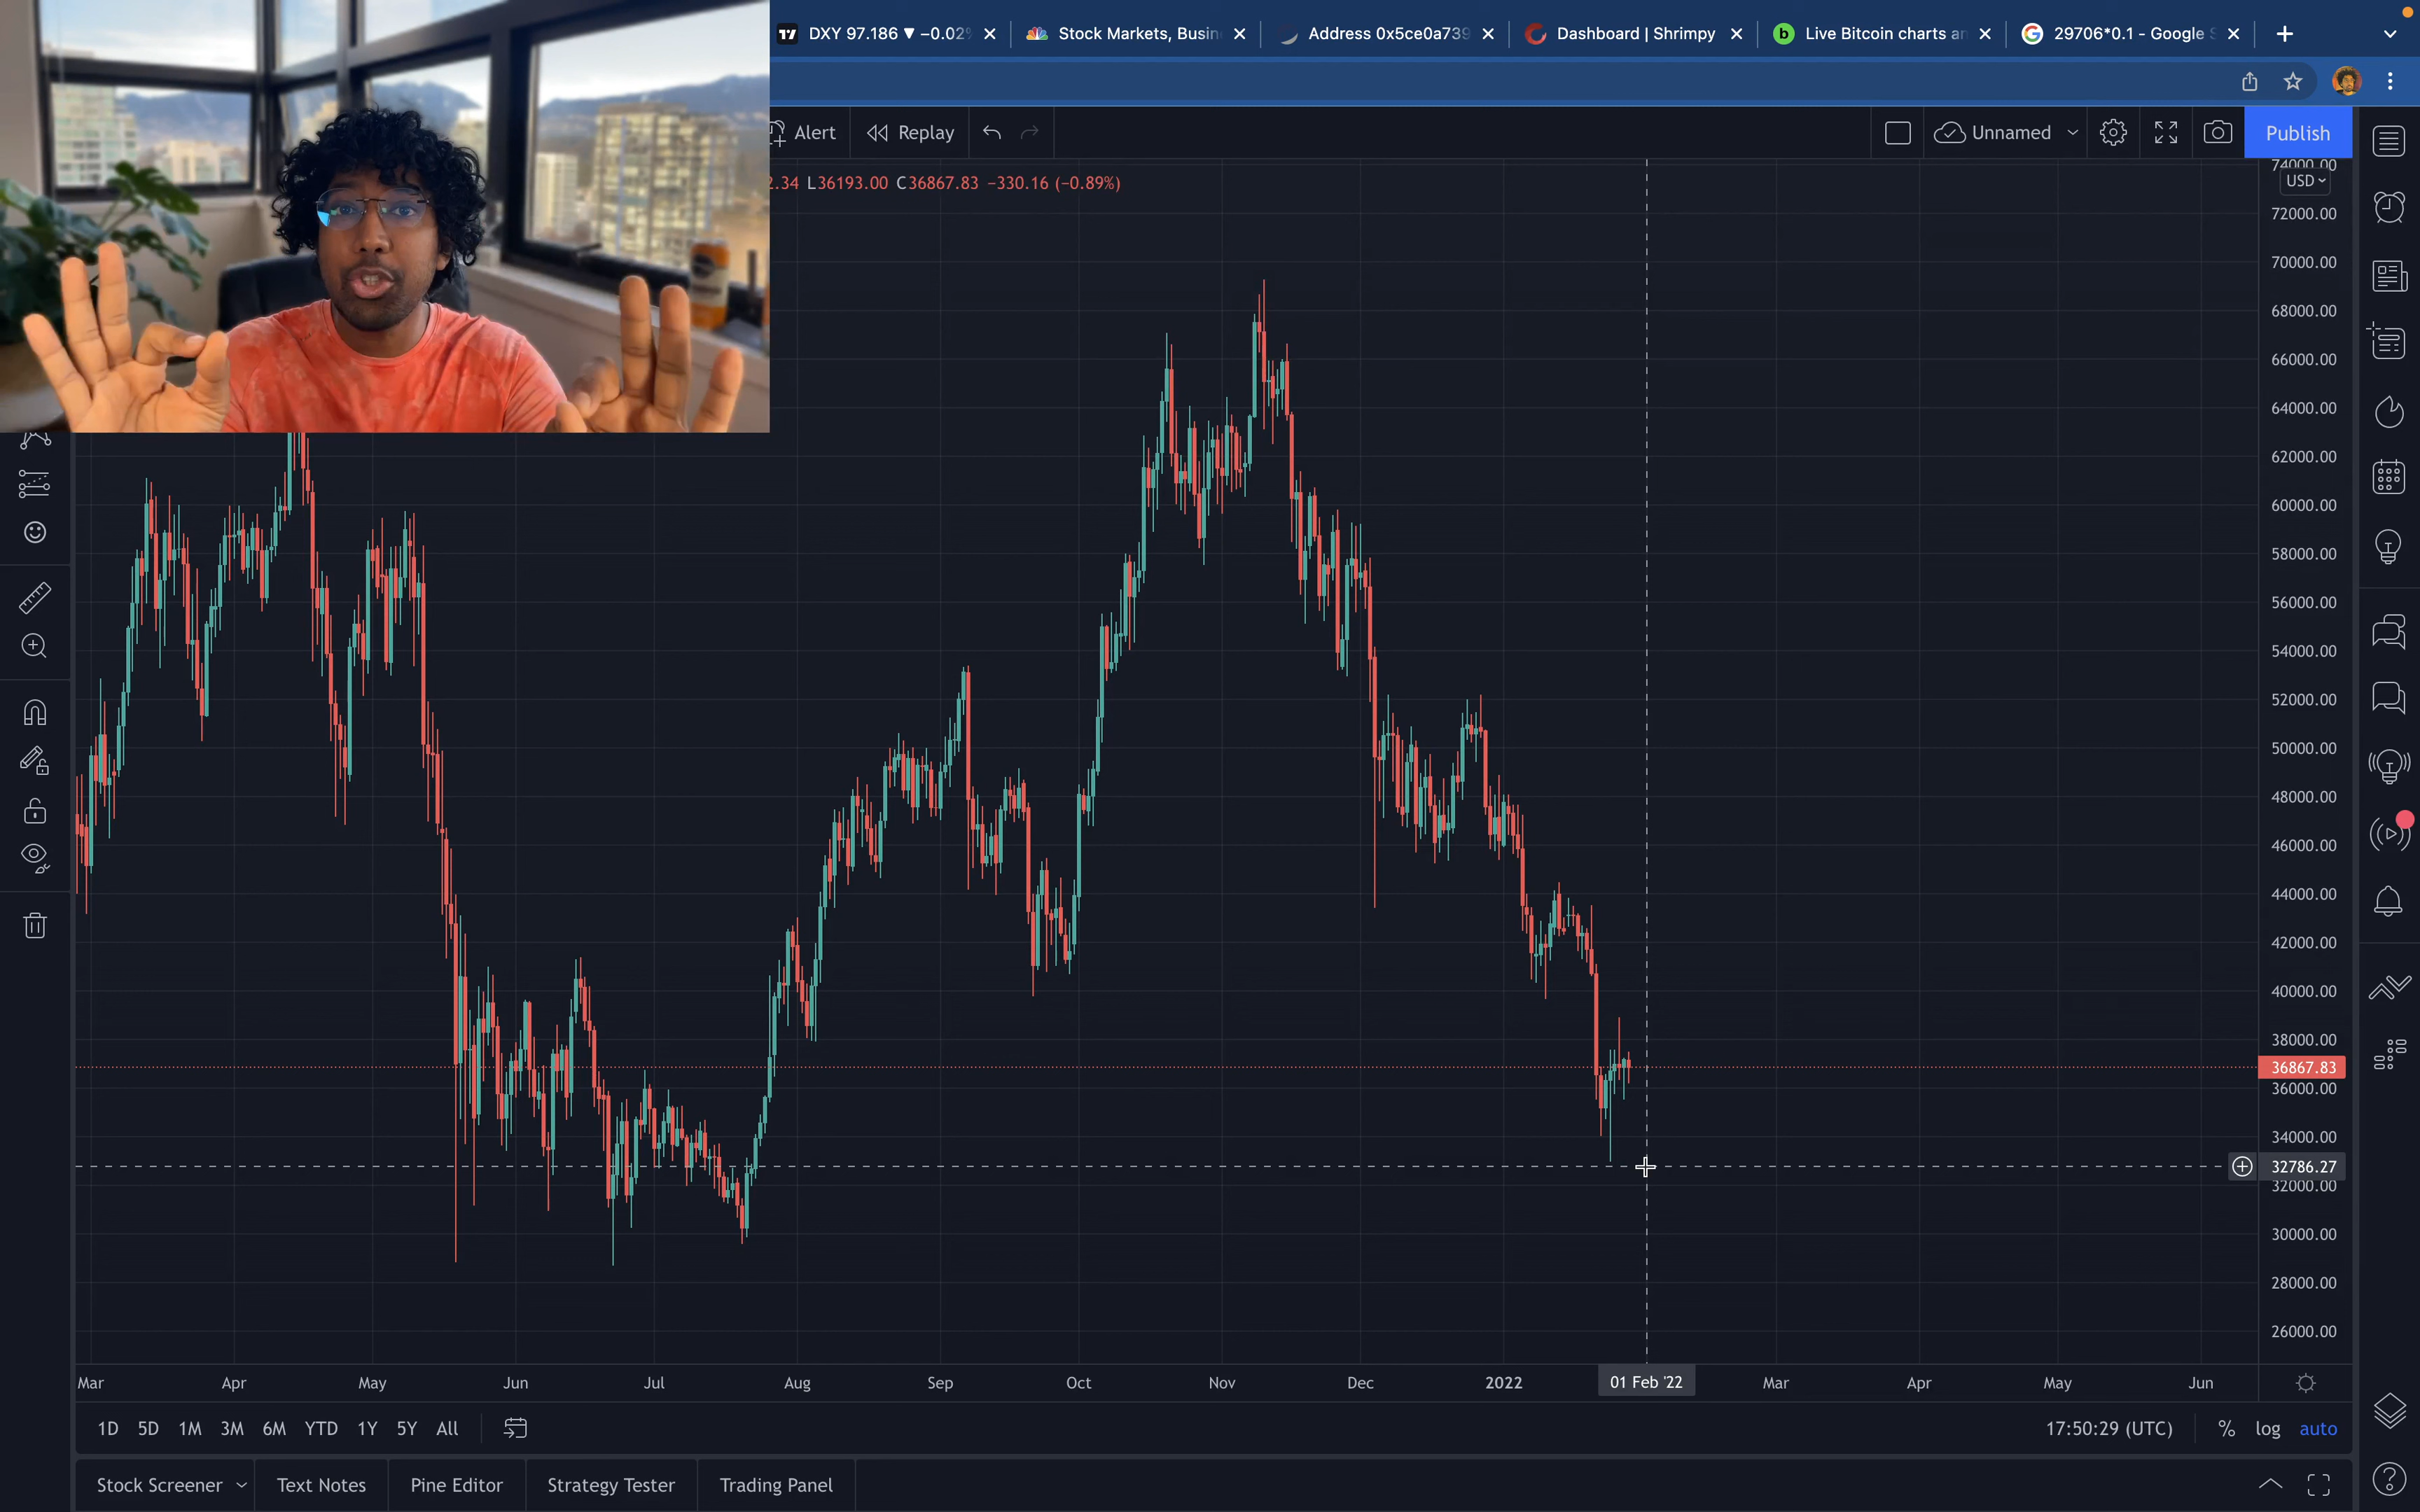 DXY 97.186 ▼ −0.02%
Stock Markets, Busin
Address 0x5ce0a739
Dashboard | Shrimpy
Live Bitcoin charts an
29706*0.1 - Google S
Alert
Replay
Unnamed
Publish
2.34 L36193.00 C36867.83 −330.16 (−0.89%)
74000.00
USD
72000.00
70000.00
68000.00
66000.00
64000.00
62000.00
60000.00
58000.00
56000.00
54000.00
52000.00
50000.00
48000.00
46000.00
44000.00
42000.00
40000.00
38000.00
36867.83
36000.00
34000.00
32786.27
32000.00
30000.00
28000.00
26000.00
Mar Apr May Jun Jul Aug Sep Oct Nov Dec 2022 01 Feb '22 Mar Apr May Jun
1D 5D 1M 3M 6M YTD 1Y 5Y All
17:50:29 (UTC) % log auto
Stock Screener Text Notes Pine Editor Strategy Tester Trading Panel